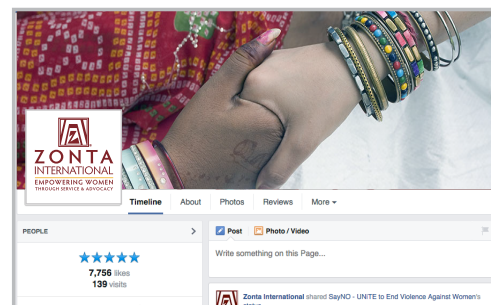 ZONTA
INTERNATIONAL
EMPOWERING WOMEN
THROUGH SERVICE & ADVOCACY
Timeline About Photos Reviews More
PEOPLE
7,756 likes
139 visits
Post Photo / Video
Write something on this Page...
Zonta International shared SayNO - UNiTE to End Violence Against Women's
status